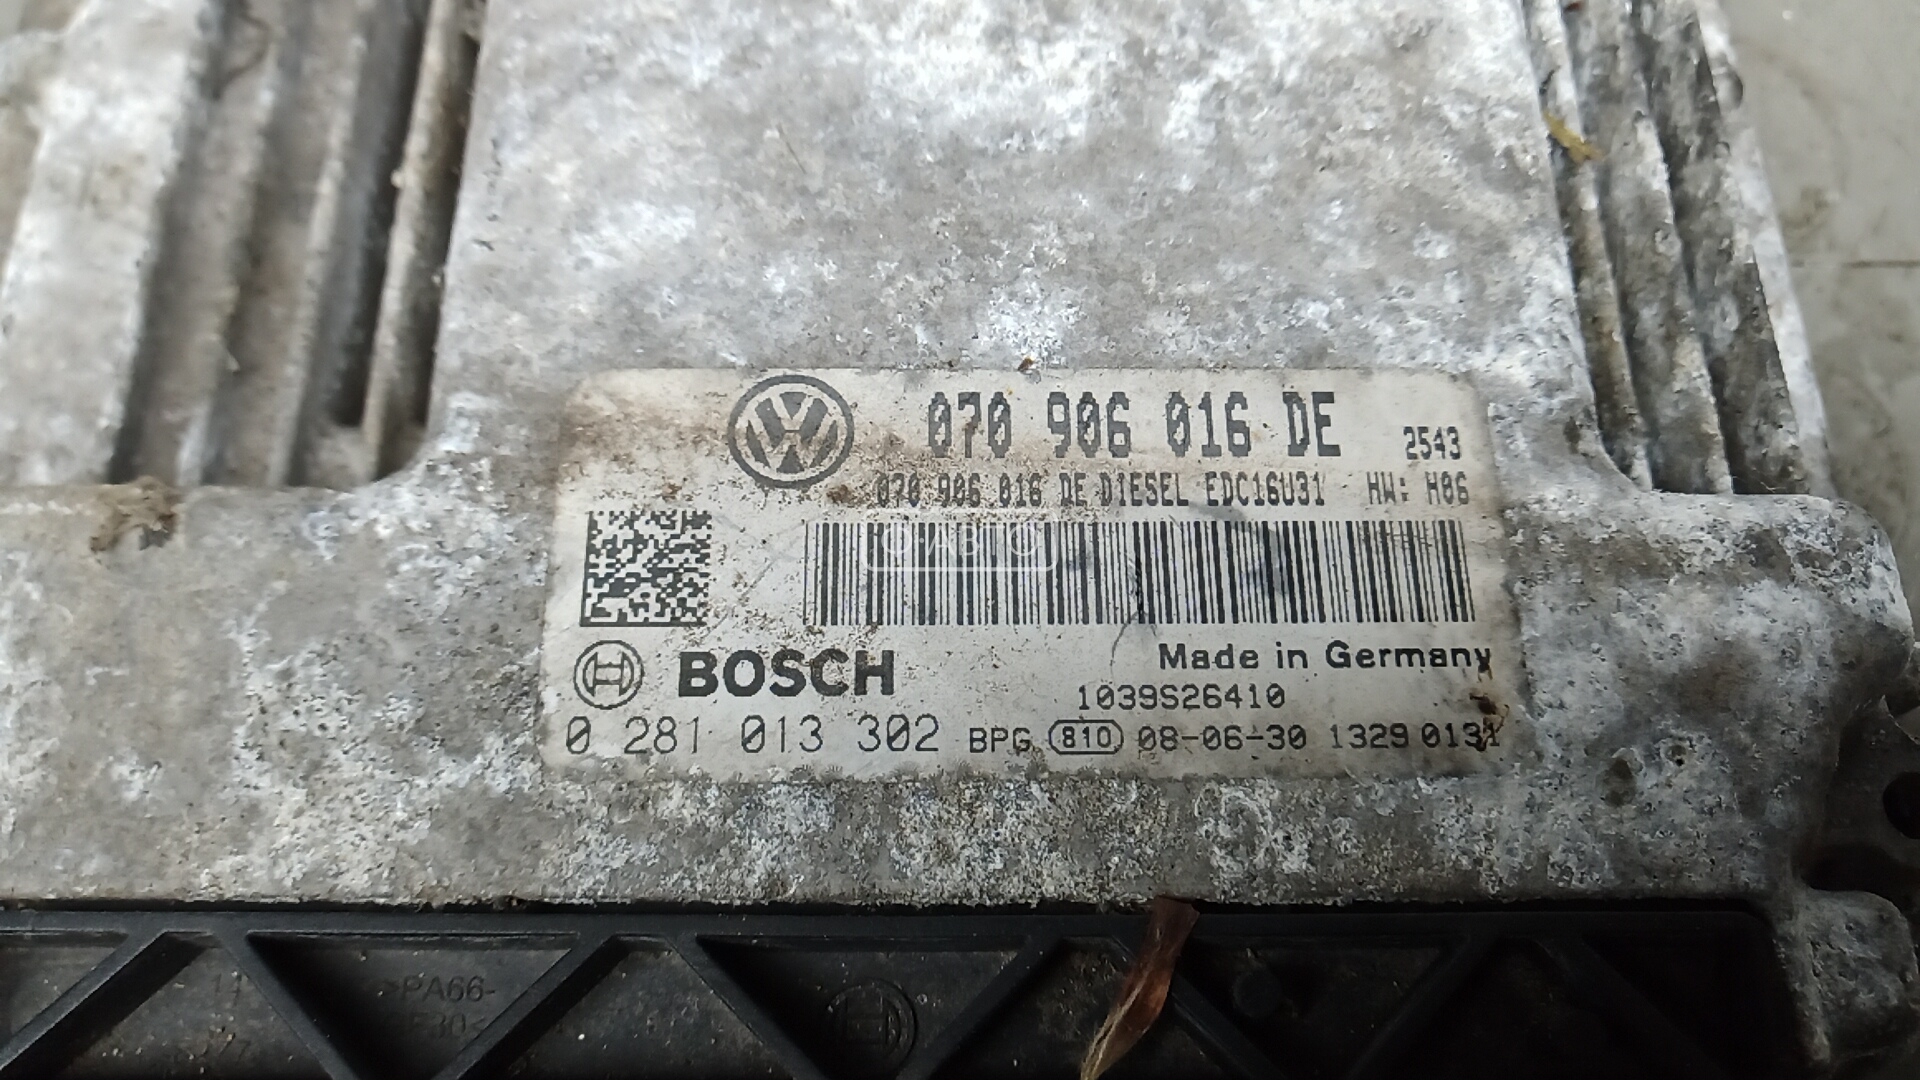 070 906 016 DE 2543
070 906 016 DE DIESEL EDC16U31 HW: H06
BOSCH
Made in Germany
1039S26410
0 281 013 302 BPG 810 08-06-30 1329 0131
PA66-